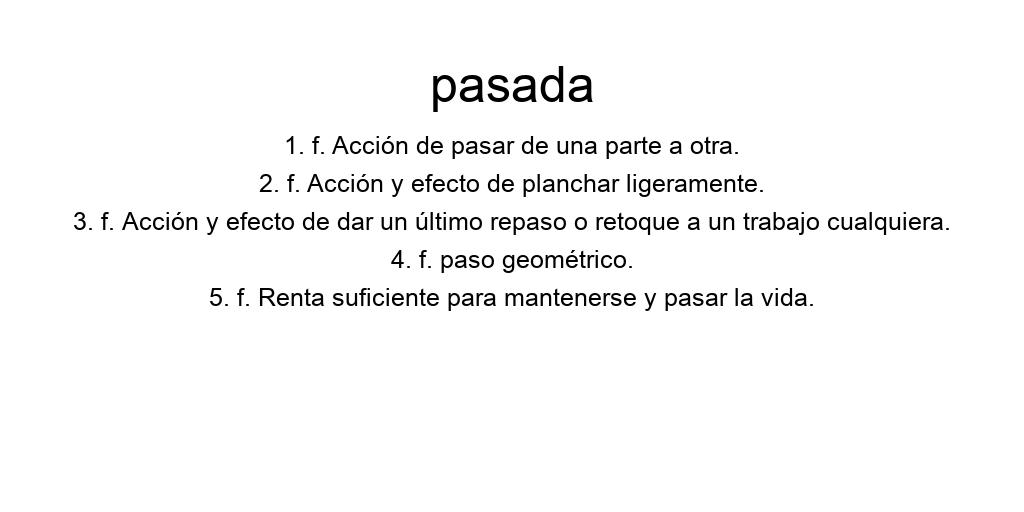 pasada
1. f. Acción de pasar de una parte a otra.
2. f. Acción y efecto de planchar ligeramente.
3. f. Acción y efecto de dar un último repaso o retoque a un trabajo cualquiera.
4. f. paso geométrico.
5. f. Renta suficiente para mantenerse y pasar la vida.